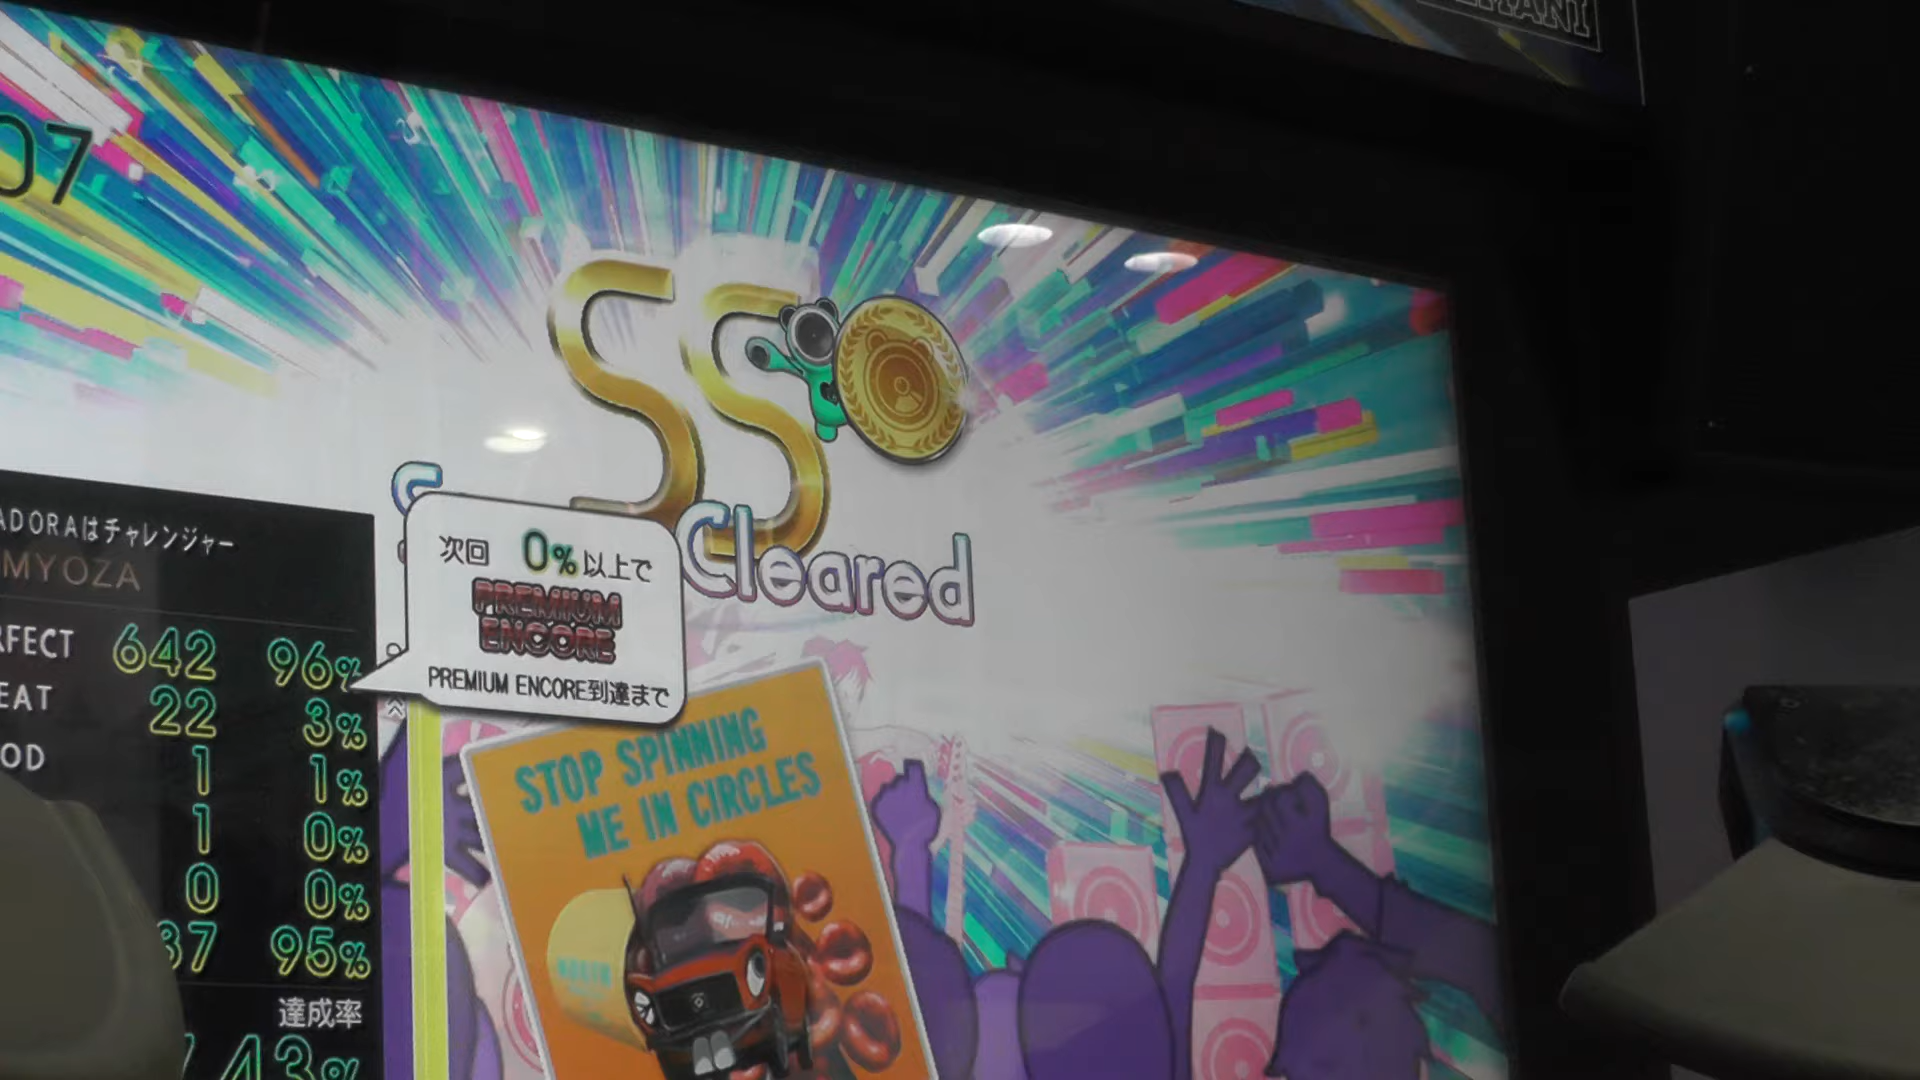 07
SS
Cleared
ADORAはチャレンジャー
MYOZA
次回 0%以上で
PREMIUM
ENCORE
PREMIUM ENCORE到達まで
RFECT 642 96%
EAT 22 3%
OD 1 1%
1 0%
0 0%
37 95%
達成率
43%
STOP SPINNING
ME IN CIRCLES